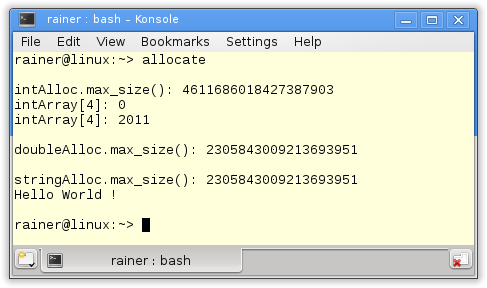 rainer : bash – Konsole
File Edit View Bookmarks Settings Help
rainer@linux:~> allocate
intAlloc.max_size(): 4611686018427387903
intArray[4]: 0
intArray[4]: 2011
doubleAlloc.max_size(): 2305843009213693951
stringAlloc.max_size(): 2305843009213693951
Hello World !
rainer@linux:~>
rainer : bash